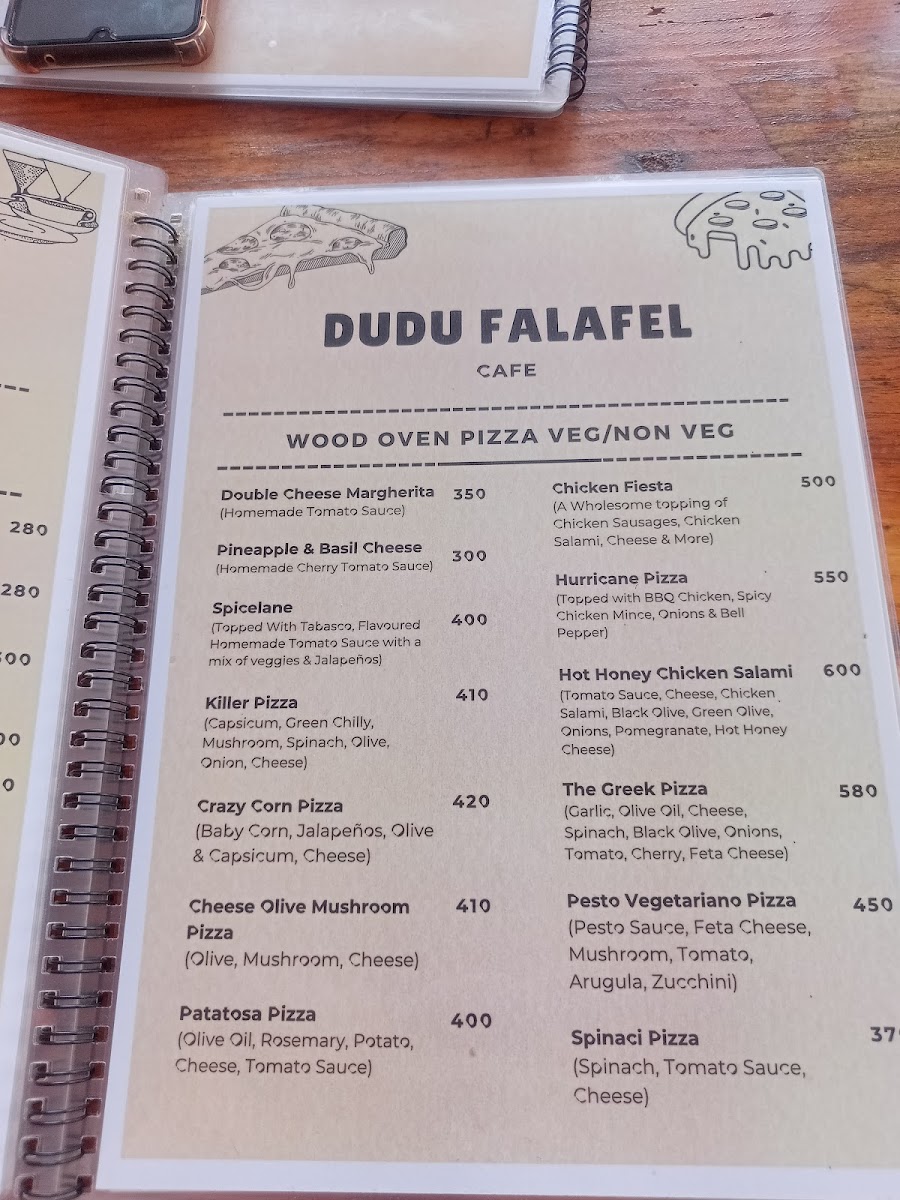 280
280
DUDU FALAFEL
CAFE
WOOD OVEN PIZZA VEG/NON VEG
Double Cheese Margherita 350
(Homemade Tomato Sauce)
Pineapple & Basil Cheese 300
(Homemade Cherry Tomato Sauce)
Spicelane 400
(Topped With Tabasco, Flavoured
Homemade Tomato Sauce with a
mix of veggies & Jalapeños)
Killer Pizza 410
(Capsicum, Green Chilly,
Mushroom, Spinach, Olive,
Onion, Cheese)
Crazy Corn Pizza 420
(Baby Corn, Jalapeños, Olive
& Capsicum, Cheese)
Cheese Olive Mushroom 410
Pizza
(Olive, Mushroom, Cheese)
Patatosa Pizza 400
(Olive Oil, Rosemary, Potato,
Cheese, Tomato Sauce)
Chicken Fiesta 500
(A Wholesome topping of
Chicken Sausages, Chicken
Salami, Cheese & More)
Hurricane Pizza 550
(Topped with BBQ Chicken, Spicy
Chicken Mince, Onions & Bell
Pepper)
Hot Honey Chicken Salami 600
(Tomato Sauce, Cheese, Chicken
Salami, Black Olive, Green Olive,
Onions, Pomegranate, Hot Honey
Cheese)
The Greek Pizza 580
(Garlic, Olive Oil, Cheese,
Spinach, Black Olive, Onions,
Tomato, Cherry, Feta Cheese)
Pesto Vegetariano Pizza 450
(Pesto Sauce, Feta Cheese,
Mushroom, Tomato,
Arugula, Zucchini)
Spinaci Pizza
(Spinach, Tomato Sauce,
Cheese)